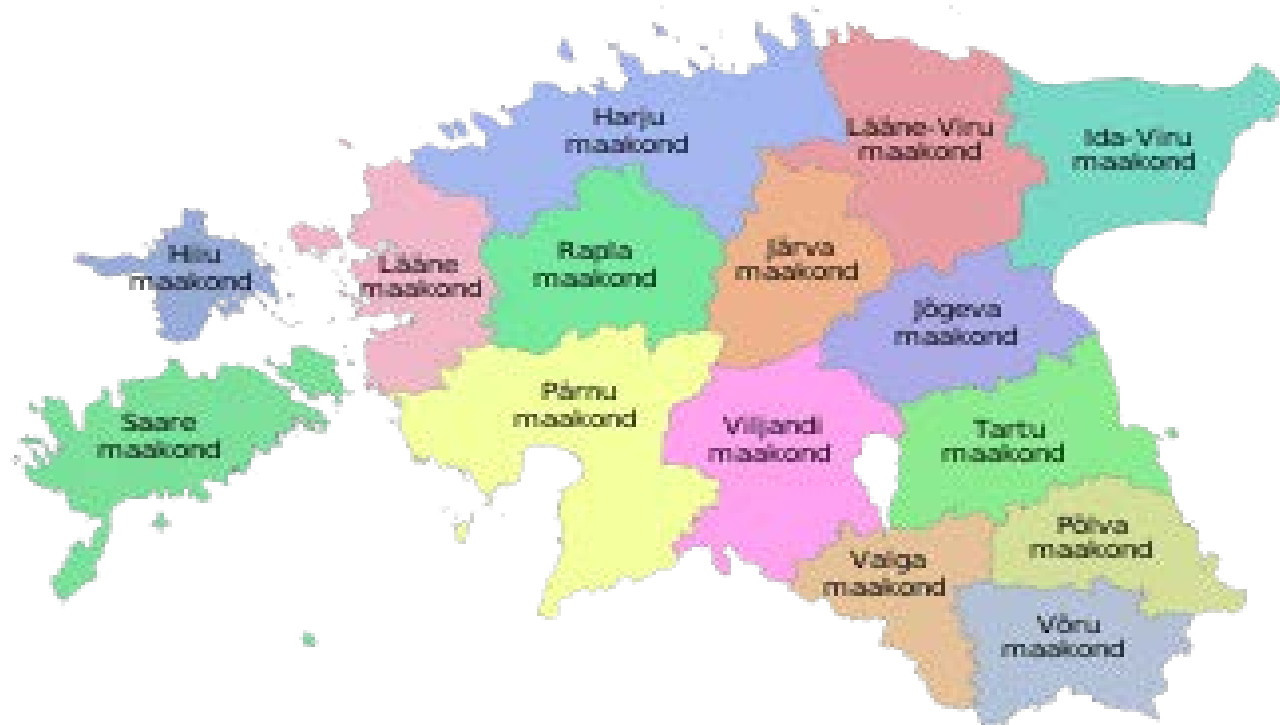 Harju
maakond
Lääne-Viru
maakond
Ida-Viru
maakond
Hiiu
maakond
Lääne
maakond
Rapla
maakond
Järva
maakond
Jõgeva
maakond
Saare
maakond
Pärnu
maakond
Viljandi
maakond
Tartu
maakond
Põlva
maakond
Valga
maakond
Võru
maakond